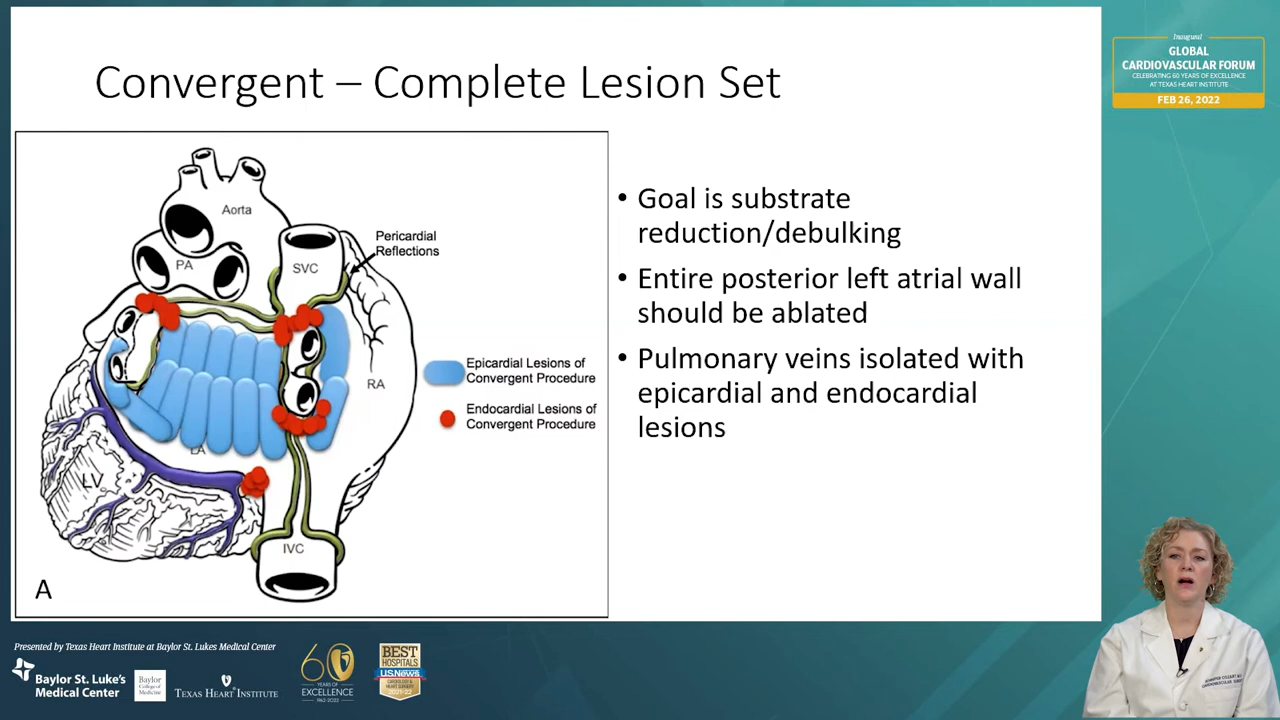 Convergent – Complete Lesion Set
Inaugural
GLOBAL
CARDIOVASCULAR FORUM
CELEBRATING 60 YEARS OF EXCELLENCE
AT TEXAS HEART INSTITUTE
FEB 26, 2022
Aorta
Pericardial
Reflections
PA
SVC
RA
LA
LV
IVC
A
Epicardial Lesions of
Convergent Procedure
Endocardial Lesions of
Convergent Procedure
• Goal is substrate
reduction/debulking
• Entire posterior left atrial wall
should be ablated
• Pulmonary veins isolated with
epicardial and endocardial
lesions
Presented by Texas Heart Institute at Baylor St. Lukes Medical Center
Baylor St. Luke's
Medical Center
Baylor
College of
Medicine
TEXAS HEART INSTITUTE
60
YEARS OF
EXCELLENCE
1962-2022
BEST
HOSPITALS
U.S. News